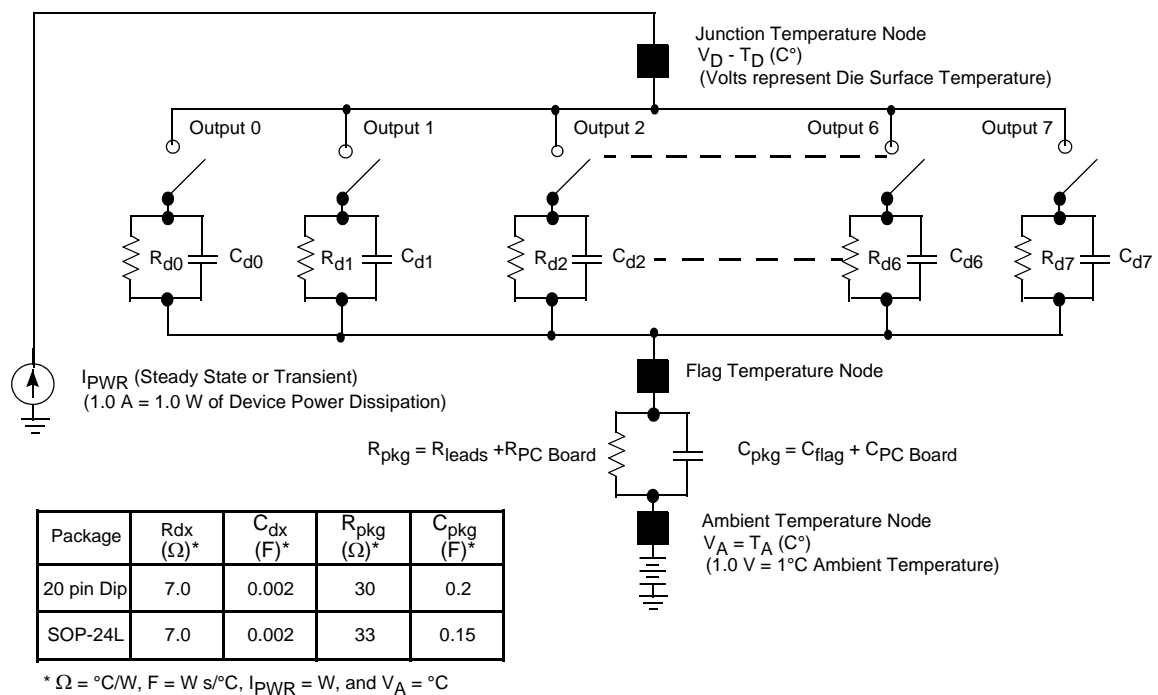 Junction Temperature Node
V_D - T_D (C°)
(Volts represent Die Surface Temperature)
Output 0
Output 1
Output 2
Output 6
Output 7
R_d0
C_d0
R_d1
C_d1
R_d2
C_d2
R_d6
C_d6
R_d7
C_d7
I_PWR (Steady State or Transient)
(1.0 A = 1.0 W of Device Power Dissipation)
Flag Temperature Node
R_pkg = R_leads +R_PC Board
C_pkg = C_flag + C_PC Board
Ambient Temperature Node
V_A = T_A (C°)
(1.0 V = 1°C Ambient Temperature)
Package Rdx (Ω)* C_dx (F)* R_pkg (Ω)* C_pkg (F)*
20 pin Dip 7.0 0.002 30 0.2
SOP-24L 7.0 0.002 33 0.15
* Ω = °C/W, F = W s/°C, I_PWR = W, and V_A = °C